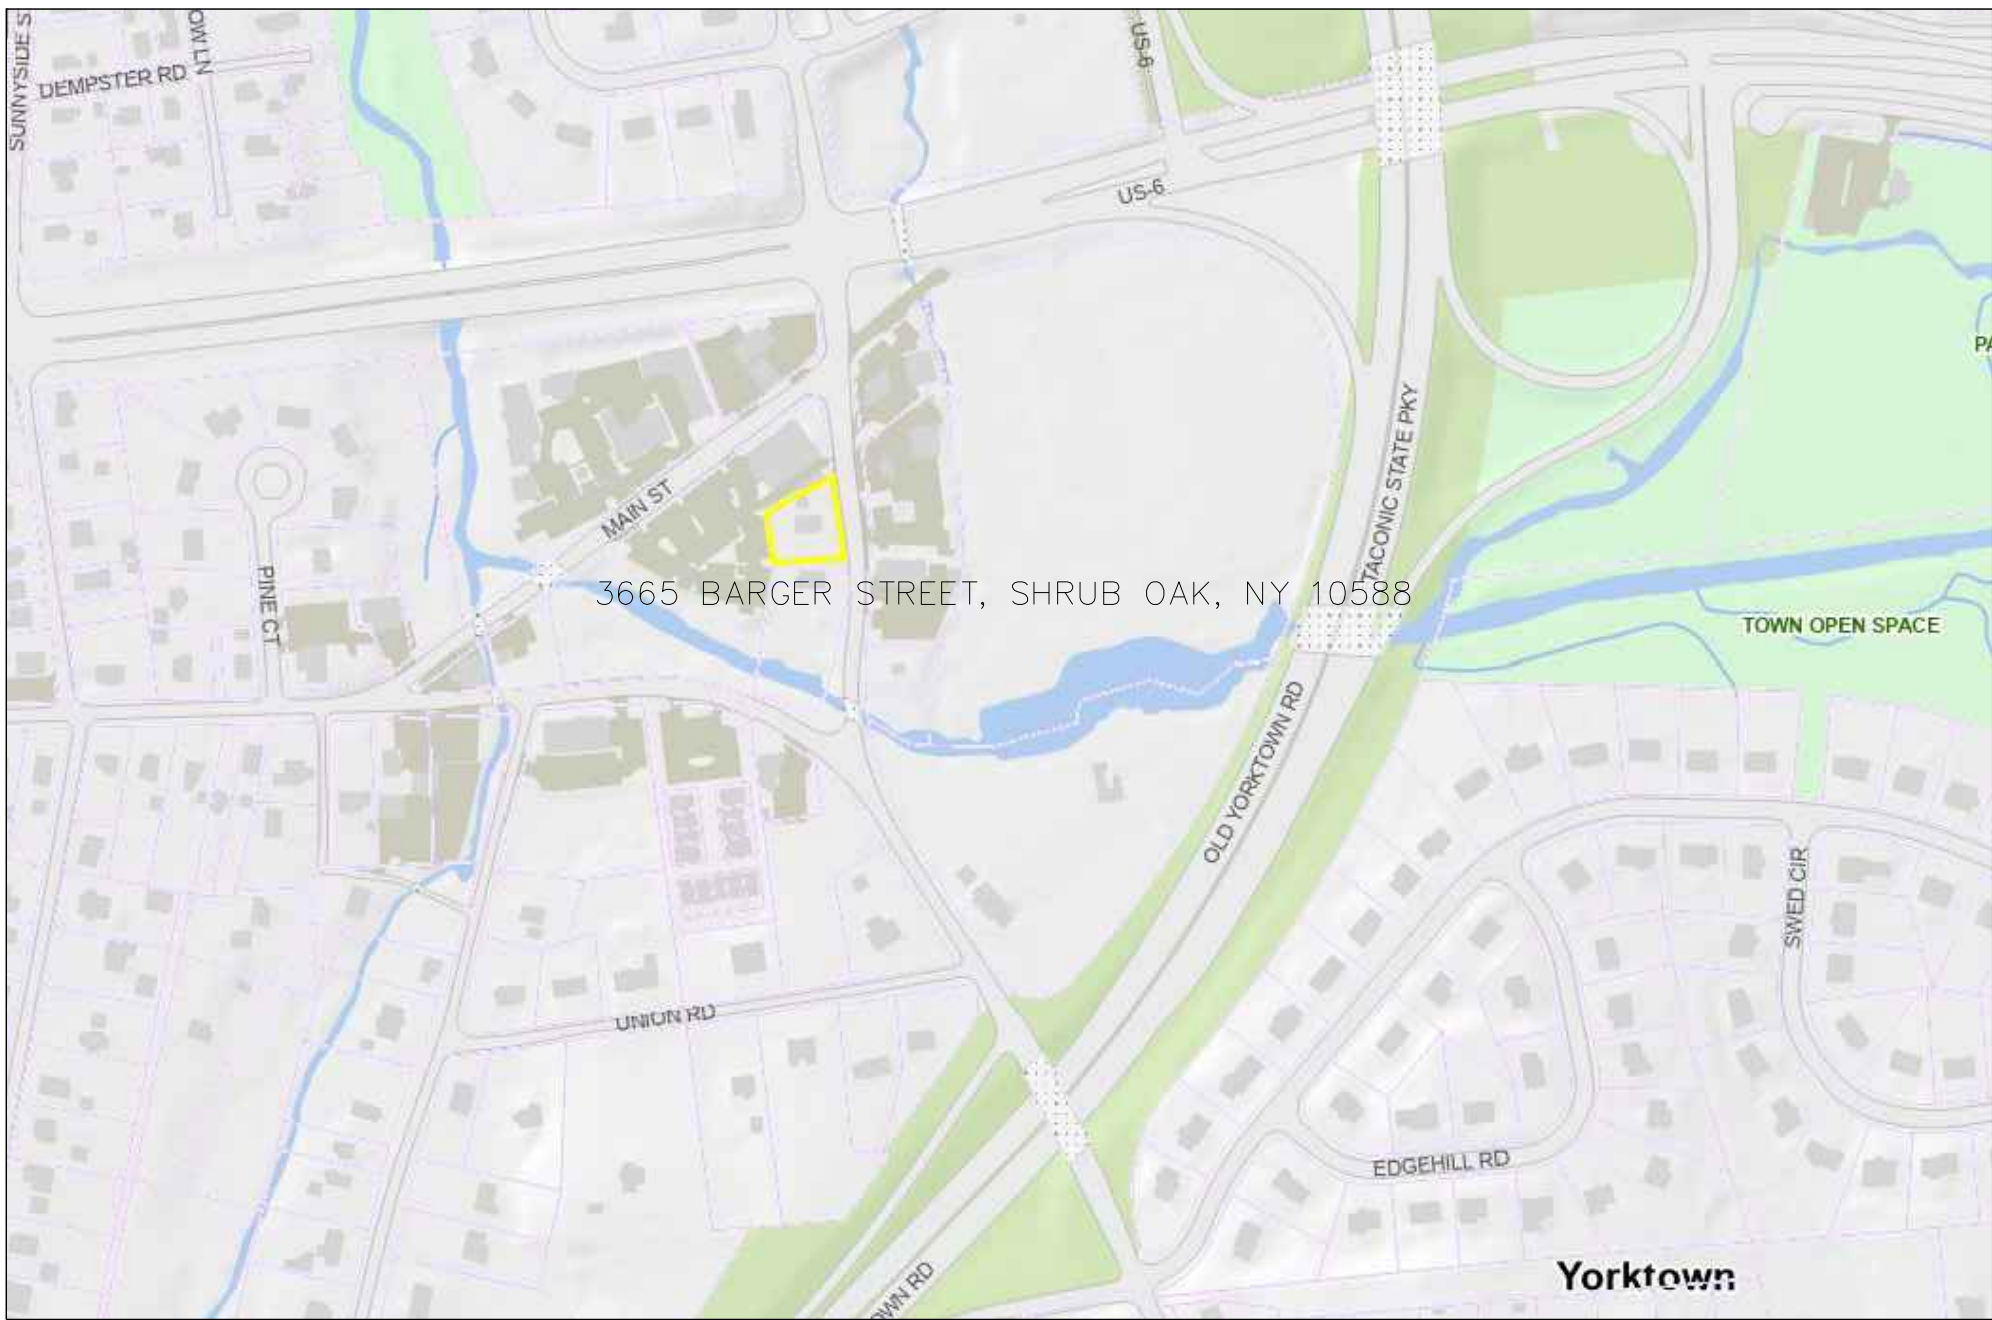 SUNNYSIDE S
OW LN
DEMPSTER RD
US-6
US-6
PA
TACONIC STATE PKY
MAIN ST
PINE CT
3665 BARGER STREET, SHRUB OAK, NY 10588
TOWN OPEN SPACE
OLD YORKTOWN RD
SWED CIR
UNION RD
EDGEHILL RD
OWN RD
Yorktown